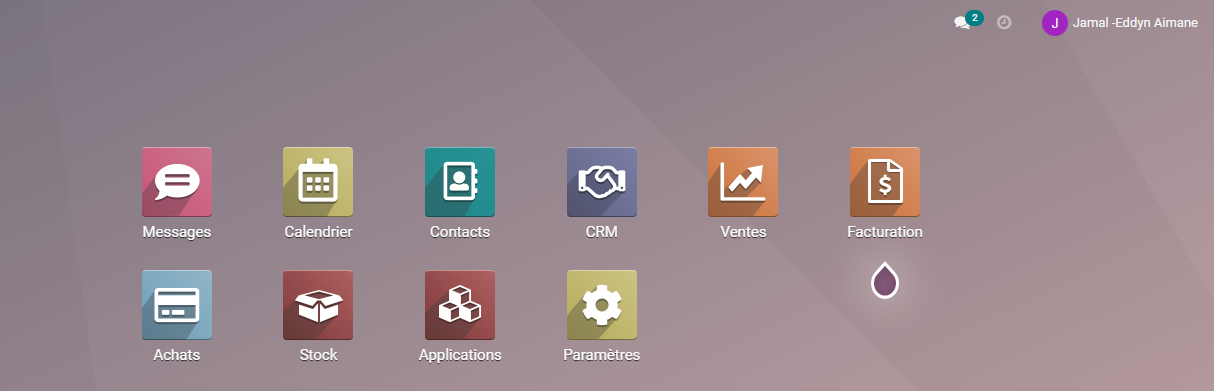 2
J
Jamal -Eddyn Aimane
Messages
Calendrier
Contacts
CRM
Ventes
Facturation
Achats
Stock
Applications
Paramètres